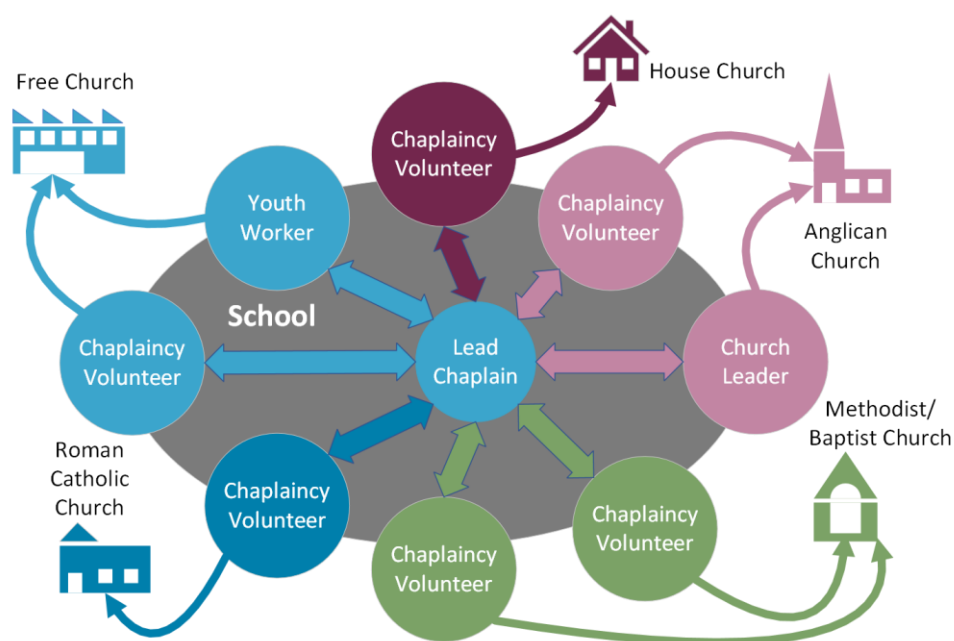 House Church
Free Church
Chaplaincy
Volunteer
Youth
Worker
Chaplaincy
Volunteer
Anglican
Church
School
Chaplaincy
Volunteer
Lead
Chaplain
Church
Leader
Methodist/
Baptist Church
Roman
Catholic
Church
Chaplaincy
Volunteer
Chaplaincy
Volunteer
Chaplaincy
Volunteer